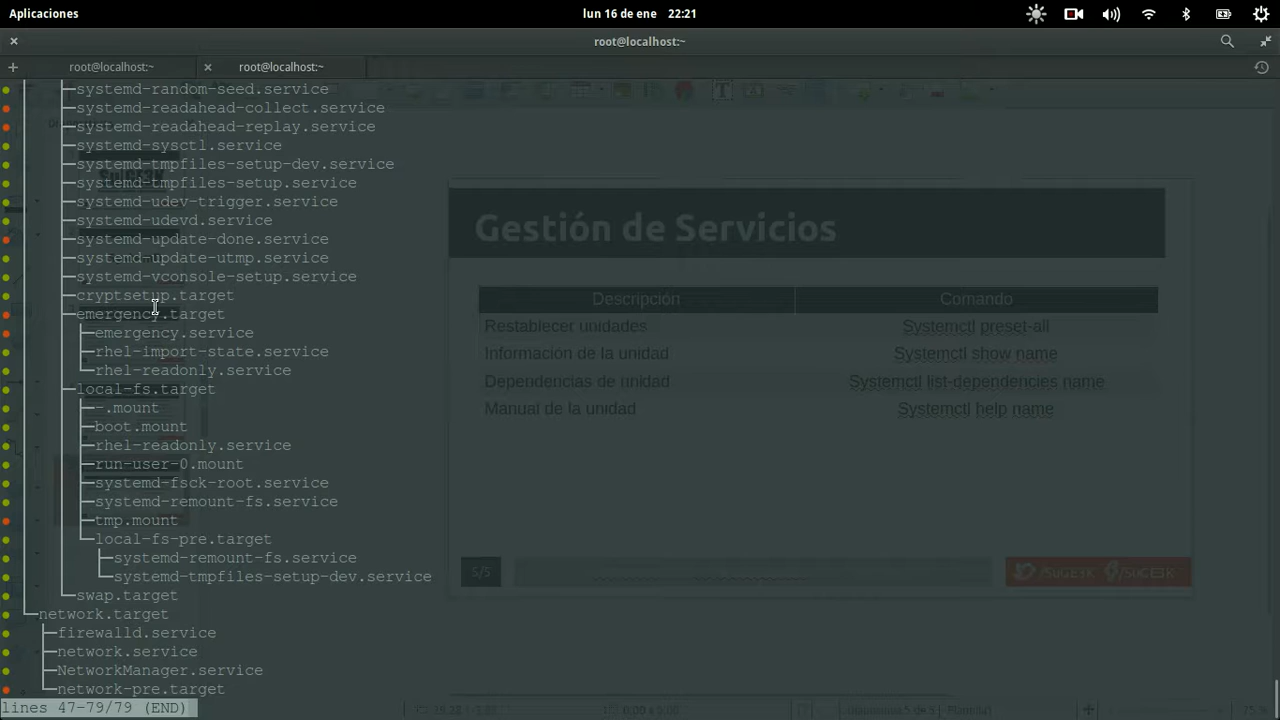 Aplicaciones
lun 16 de ene 22:21
root@localhost:~
root@localhost:~
root@localhost:~
systemd-random-seed.service
systemd-readahead-collect.service
systemd-readahead-replay.service
systemd-sysctl.service
systemd-tmpfiles-setup-dev.service
systemd-tmpfiles-setup.service
systemd-udev-trigger.service
systemd-udevd.service
systemd-update-done.service
systemd-update-utmp.service
systemd-vconsole-setup.service
cryptsetup.target
emergency.target
emergency.service
rhel-import-state.service
rhel-readonly.service
local-fs.target
-.mount
boot.mount
rhel-readonly.service
run-user-0.mount
systemd-fsck-root.service
systemd-remount-fs.service
tmp.mount
local-fs-pre.target
systemd-remount-fs.service
systemd-tmpfiles-setup-dev.service
swap.target
network.target
firewalld.service
network.service
NetworkManager.service
network-pre.target
lines 47-79/79 (END)
Gestión de Servicios
Descripción Comando
Restablecer unidades Systemctl preset-all
Información de la unidad Systemctl show name
Dependencias de unidad Systemctl list-dependencies name
Manual de la unidad Systemctl help name
5/5
/SuGE3K /SuGE3K